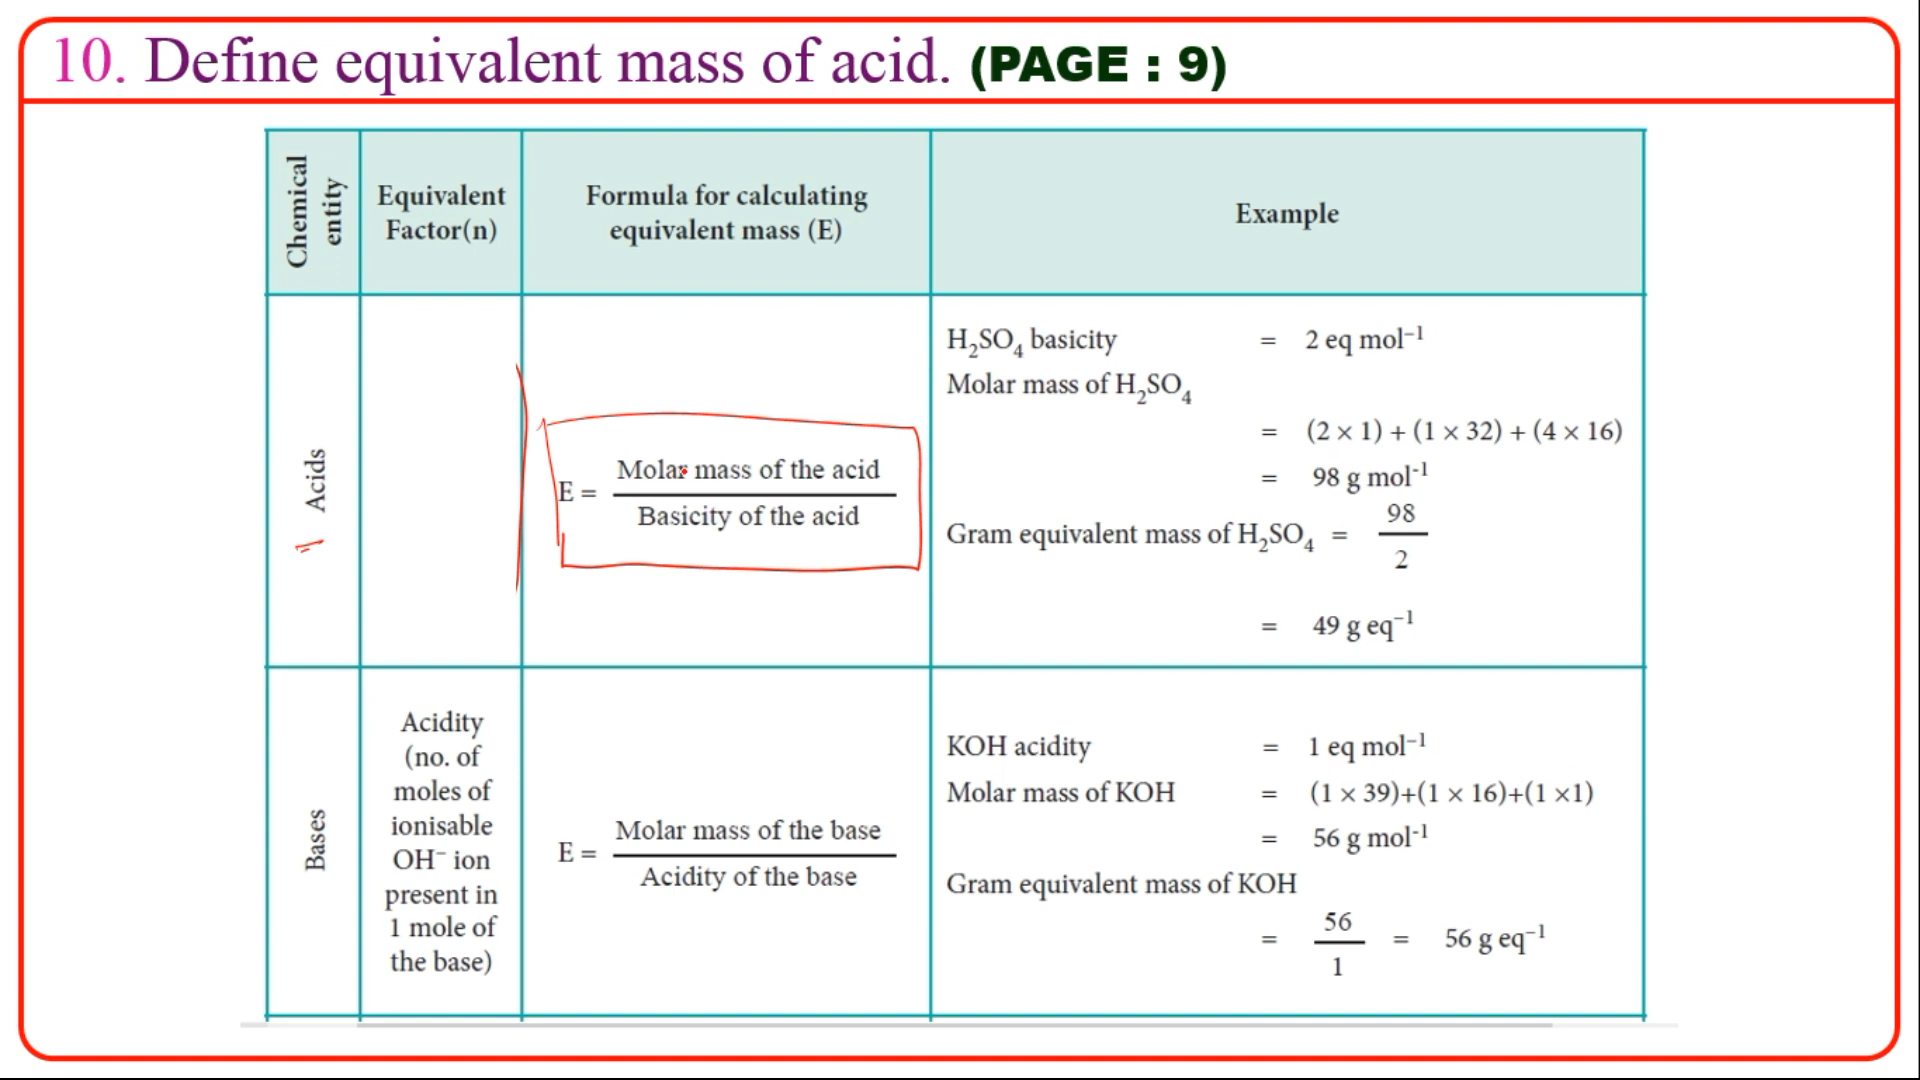 10. Define equivalent mass of acid. (PAGE : 9)
Chemical entity
Equivalent Factor(n)
Formula for calculating equivalent mass (E)
Example
Acids
E = Molar mass of the acid
Basicity of the acid
H₂SO₄ basicity = 2 eq mol⁻¹
Molar mass of H₂SO₄
= (2 × 1) + (1 × 32) + (4 × 16)
= 98 g mol⁻¹
Gram equivalent mass of H₂SO₄ = 98
2
= 49 g eq⁻¹
Bases
Acidity
(no. of
moles of
ionisable
OH⁻ ion
present in
1 mole of
the base)
E = Molar mass of the base
Acidity of the base
KOH acidity = 1 eq mol⁻¹
Molar mass of KOH = (1 × 39)+(1 × 16)+(1 ×1)
= 56 g mol⁻¹
Gram equivalent mass of KOH
= 56
1
= 56 g eq⁻¹